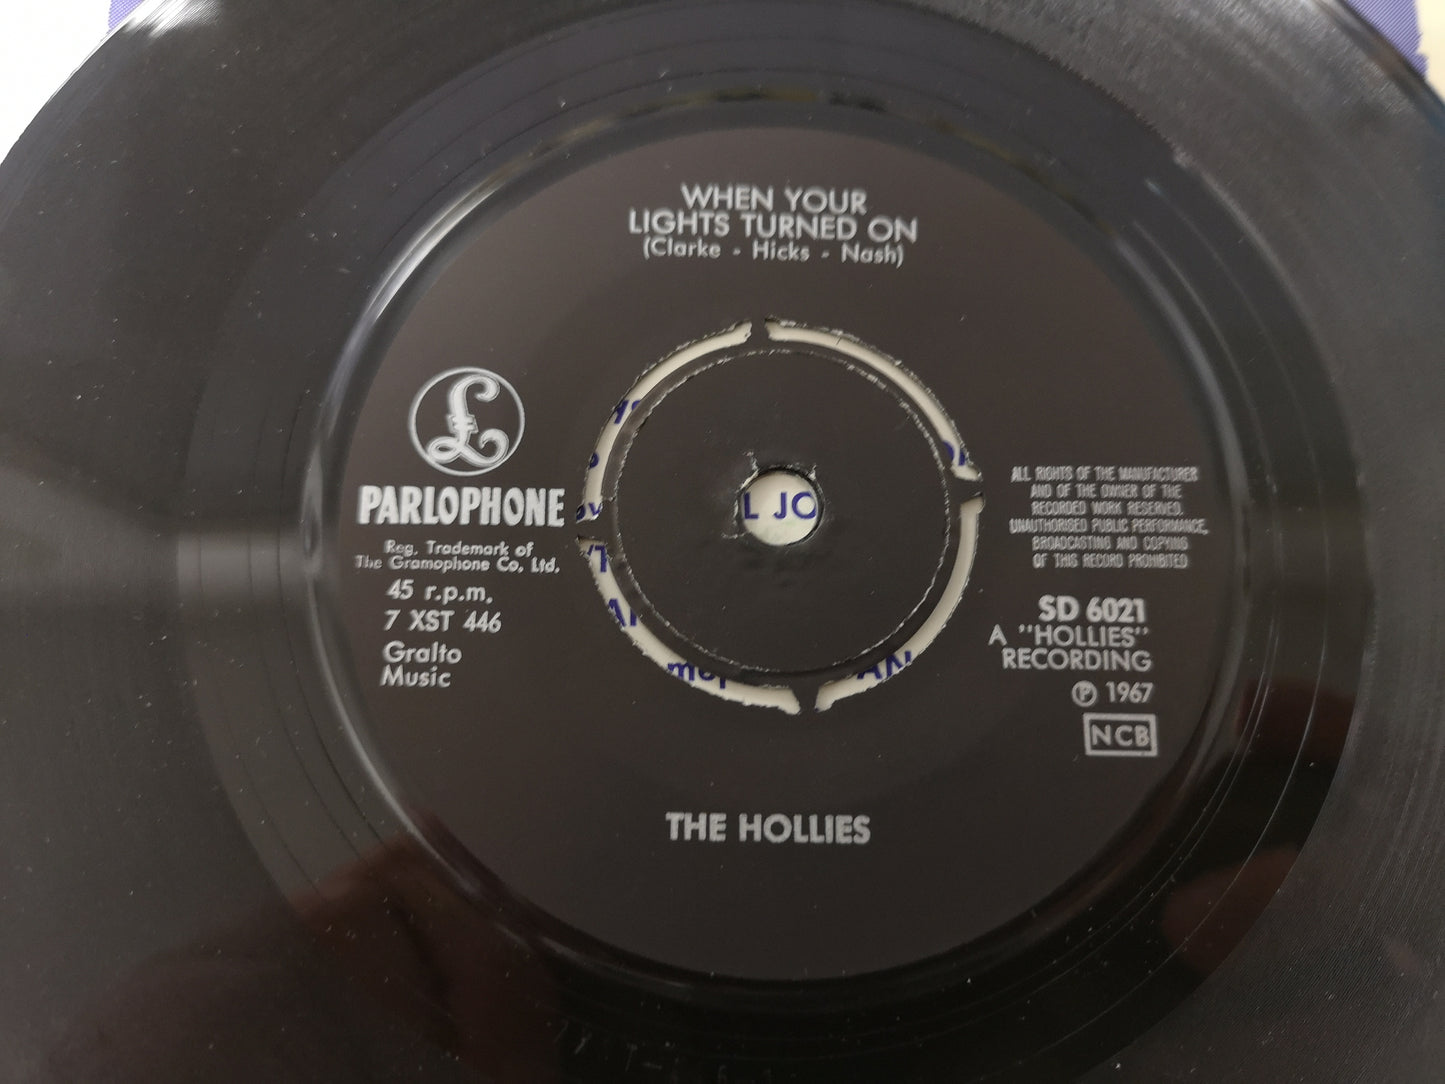 WHEN YOUR
LIGHTS TURNED ON
(Clarke - Hicks - Nash)
£
PARLOPHONE
Reg. Trademark of
The Gramophone Co. Ltd.
45 r.p.m.
7 XST 446
Gralto
Music
L JO
ALL RIGHTS OF THE MANUFACTURER
AND OF THE OWNER OF THE
RECORDED WORK RESERVED.
UNAUTHORISED PUBLIC PERFORMANCE,
BROADCASTING AND COPYING
OF THIS RECORD PROHIBITED
SD 6021
A "HOLLIES"
RECORDING
℗ 1967
NCB
THE HOLLIES